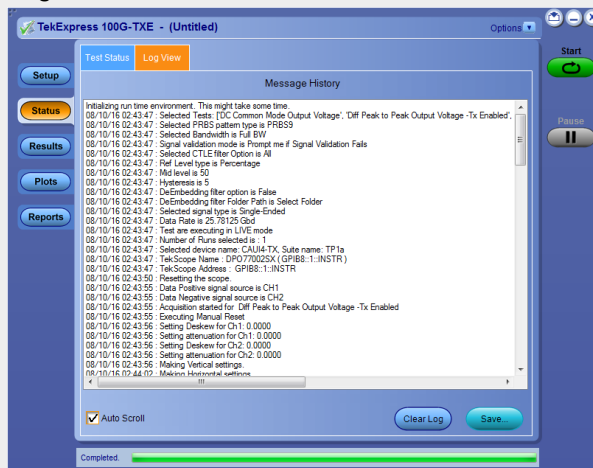 TekExpress 100G-TXE - (Untitled)
Options
Start
Pause
Setup
Status
Results
Plots
Reports
Test Status
Log View
Message History
Initializing run time environment. This might take some time.
08/10/16 02:43:47 : Selected Tests: ['DC Common Mode Output Voltage', 'Diff Peak to Peak Output Voltage -Tx Enabled',
08/10/16 02:43:47 : Selected PRBS pattern type is PRBS9
08/10/16 02:43:47 : Selected Bandwidth is Full BW
08/10/16 02:43:47 : Signal validation mode is Prompt me if Signal Validation Fails
08/10/16 02:43:47 : Selected CTLE filter Option is All
08/10/16 02:43:47 : Ref Level type is Percentage
08/10/16 02:43:47 : Mid level is 50
08/10/16 02:43:47 : Hysteresis is 5
08/10/16 02:43:47 : DeEmbedding filter option is False
08/10/16 02:43:47 : DeEmbedding filter Folder Path is Select Folder
08/10/16 02:43:47 : Selected signal type is Single-Ended
08/10/16 02:43:47 : Data Rate is 25.78125 Gbd
08/10/16 02:43:47 : Test are executing in LIVE mode
08/10/16 02:43:47 : Number of Runs selected is : 1
08/10/16 02:43:47 : Selected device name: CAUI4-TX, Suite name: TP1a
08/10/16 02:43:47 : TekScope Name : DPO77002SX ( GPIB8::1::INSTR )
08/10/16 02:43:47 : TekScope Address : GPIB8::1::INSTR
08/10/16 02:43:50 : Resetting the scope.
08/10/16 02:43:55 : Data Positive signal source is CH1
08/10/16 02:43:55 : Data Negative signal source is CH2
08/10/16 02:43:55 : Acquisition started for Diff Peak to Peak Output Voltage -Tx Enabled
08/10/16 02:43:55 : Executing Manual Reset
08/10/16 02:43:56 : Setting Deskew for Ch1: 0.0000
08/10/16 02:43:56 : Setting attenuation for Ch1: 0.0000
08/10/16 02:43:56 : Setting Deskew for Ch2: 0.0000
08/10/16 02:43:56 : Setting attenuation for Ch2: 0.0000
08/10/16 02:43:56 : Making Vertical settings.
08/10/16 02:44:02 : Making Horizontal settings
Auto Scroll
Clear Log
Save...
Completed.